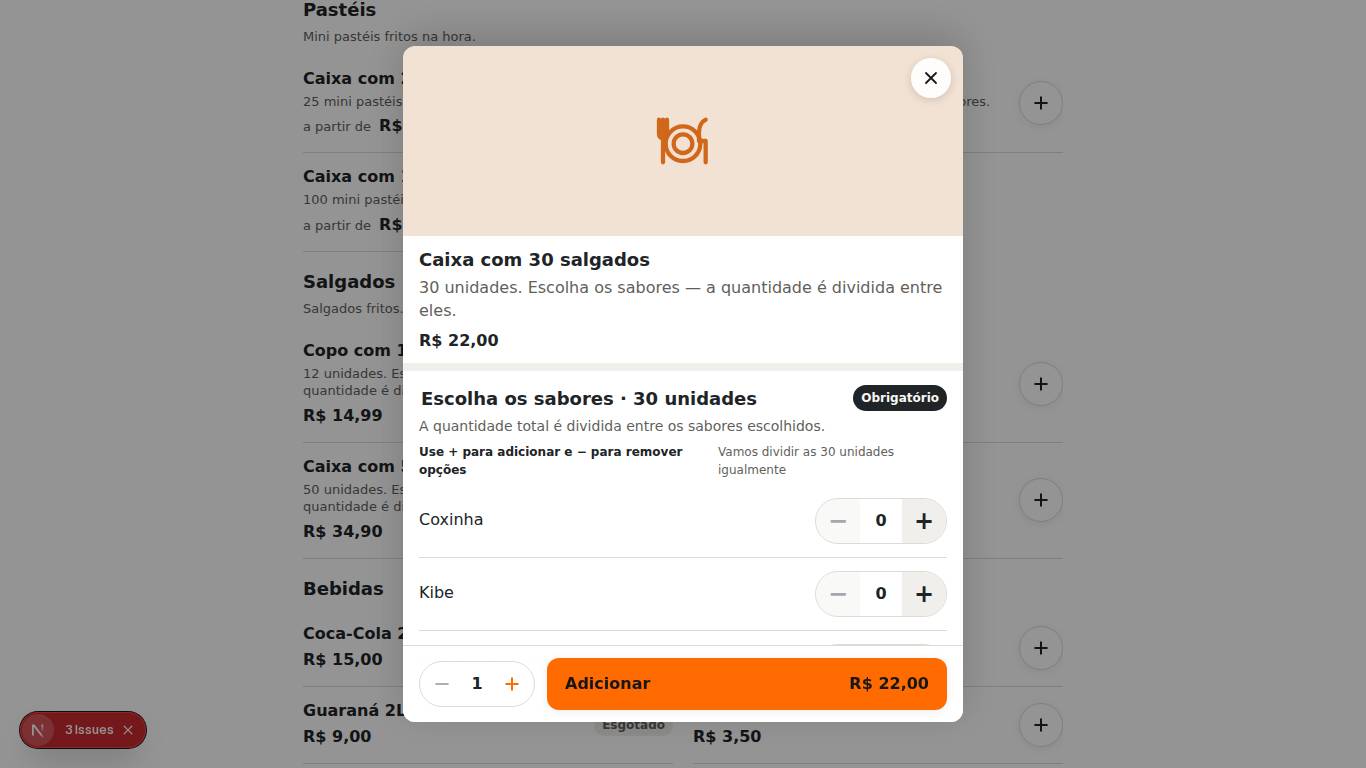 Pastéis
Mini pastéis fritos na hora.
Caixa com
25 mini pastéis
ores.
a partir de R$
Caixa com
100 mini pastéi
a partir de R$
Salgados
Salgados fritos.
Copo com 1
12 unidades. Es
quantidade é di
R$ 14,99
Caixa com 5
50 unidades. Es
quantidade é di
R$ 34,90
Bebidas
Coca-Cola 2
R$ 15,00
Guaraná 2L
Esgotado
R$ 9,00
R$ 3,50
Caixa com 30 salgados
30 unidades. Escolha os sabores — a quantidade é dividida entre
eles.
R$ 22,00
Escolha os sabores · 30 unidades
Obrigatório
A quantidade total é dividida entre os sabores escolhidos.
Use + para adicionar e − para remover
opções
Vamos dividir as 30 unidades
igualmente
Coxinha
− 0 +
Kibe
− 0 +
− 1 +
Adicionar R$ 22,00
N 3 Issues